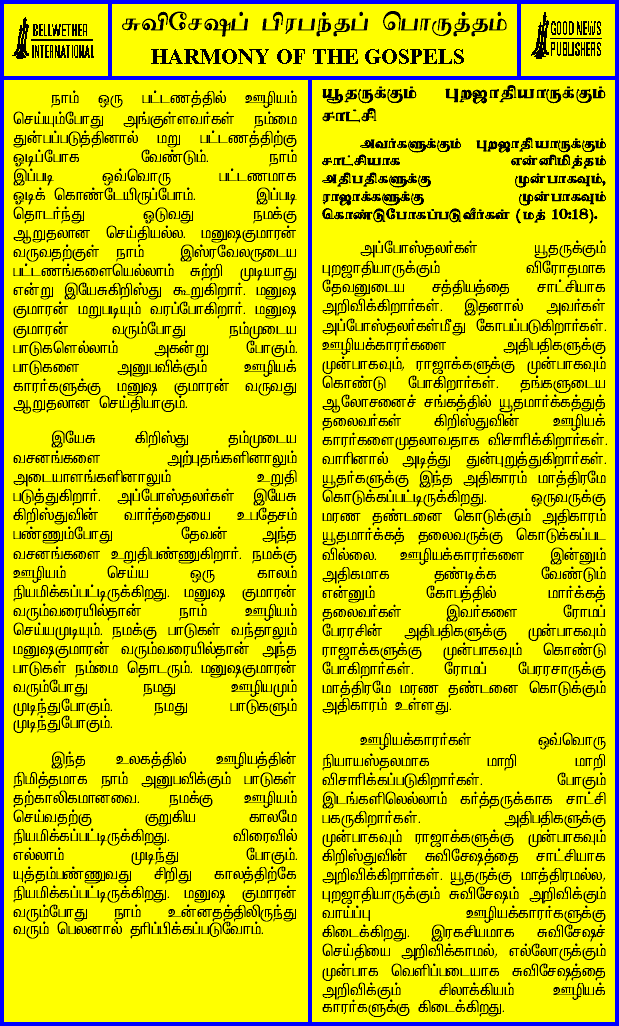 BELLWETHER
INTERNATIONAL
சுவிசேஷப் பிரபந்தப் பொருத்தம்
HARMONY OF THE GOSPELS
GOOD NEWS
PUBLISHERS
நாம் ஒரு பட்டணத்தில் ஊழியம்
செய்யும்போது அங்குள்ளவர்கள் நம்மை
துன்பப்படுத்தினால் மறு பட்டணத்திற்கு
ஓடிப்போக வேண்டும். நாம்
இப்படி ஒவ்வொரு பட்டணமாக
ஓடிக் கொண்டேயிருப்போம். இப்படி
தொடர்ந்து ஓடுவது நமக்கு
ஆறுதலான செய்தியல்ல. மனுஷகுமாரன்
வருவதற்குள் நாம் இஸ்ரவேலருடைய
பட்டணங்களையெல்லாம் சுற்றி முடியாது
என்று இயேசுகிறிஸ்து கூறுகிறார். மனுஷ
குமாரன் மறுபடியும் வரப்போகிறார். மனுஷ
குமாரன் வரும்போது நம்முடைய
பாடுகளெல்லாம் அகன்று போகும்.
பாடுகளை அனுபவிக்கும் ஊழியக்
காரர்களுக்கு மனுஷ குமாரன் வருவது
ஆறுதலான செய்தியாகும்.
இயேசு கிறிஸ்து தம்முடைய
வசனங்களை அற்புதங்களினாலும்
அடையாளங்களினாலும் உறுதி
படுத்துகிறார். அப்போஸ்தலர்கள் இயேசு
கிறிஸ்துவின் வார்த்தையை உபதேசம்
பண்ணும்போது தேவன் அந்த
வசனங்களை உறுதிபண்ணுகிறார். நமக்கு
ஊழியம் செய்ய ஒரு காலம்
நியமிக்கப்பட்டிருக்கிறது. மனுஷ குமாரன்
வரும்வரையில்தான் நாம் ஊழியம்
செய்யமுடியும். நமக்கு பாடுகள் வந்தாலும்
மனுஷகுமாரன் வரும்வரையில்தான் அந்த
பாடுகள் நம்மை தொடரும். மனுஷகுமாரன்
வரும்போது நமது ஊழியமும்
முடிந்துபோகும். நமது பாடுகளும்
முடிந்துபோகும்.
இந்த உலகத்தில் ஊழியத்தின்
நிமித்தமாக நாம் அனுபவிக்கும் பாடுகள்
தற்காலிகமானவை. நமக்கு ஊழியம்
செய்வதற்கு குறுகிய காலமே
நியமிக்கப்பட்டிருக்கிறது. விரைவில்
எல்லாம் முடிந்து போகும்.
யுத்தம்பண்ணுவது சிறிது காலத்திற்கே
நியமிக்கப்பட்டிருக்கிறது. மனுஷ குமாரன்
வரும்போது நாம் உன்னதத்திலிருந்து
வரும் பெலனால் தரிப்பிக்கப்படுவோம்.
யூதருக்கும் புறஜாதியாருக்கும்
சாட்சி
அவர்களுக்கும் புறஜாதியாருக்கும்
சாட்சியாக என்னிமித்தம்
அதிபதிகளுக்கு முன்பாகவும்,
ராஜாக்களுக்கு முன்பாகவும்
கொண்டுபோகப்படுவீர்கள் (மத் 10:18).
அப்போஸ்தலர்கள் யூதருக்கும்
புறஜாதியாருக்கும் விரோதமாக
தேவனுடைய சத்தியத்தை சாட்சியாக
அறிவிக்கிறார்கள். இதனால் அவர்கள்
அப்போஸ்தலர்கள்மீது கோபப்படுகிறார்கள்.
ஊழியக்காரர்களை அதிபதிகளுக்கு
முன்பாகவும், ராஜாக்களுக்கு முன்பாகவும்
கொண்டு போகிறார்கள். தங்களுடைய
ஆலோசனைச் சங்கத்தில் யூதமார்க்கத்துத்
தலைவர்கள் கிறிஸ்துவின் ஊழியக்
காரர்களைமுதலாவதாக விசாரிக்கிறார்கள்.
வாரினால் அடித்து துன்புறுத்துகிறார்கள்.
யூதர்களுக்கு இந்த அதிகாரம் மாத்திரமே
கொடுக்கப்பட்டிருக்கிறது. ஒருவருக்கு
மரண தண்டனை கொடுக்கும் அதிகாரம்
யூதமார்க்கத் தலைவருக்கு கொடுக்கப்பட
வில்லை. ஊழியக்காரர்களை இன்னும்
அதிகமாக தண்டிக்க வேண்டும்
என்னும் கோபத்தில் மார்க்கத்
தலைவர்கள் இவர்களை ரோமப்
பேரரசின் அதிபதிகளுக்கு முன்பாகவும்
ராஜாக்களுக்கு முன்பாகவும் கொண்டு
போகிறார்கள். ரோமப் பேரரசாருக்கு
மாத்திரமே மரண தண்டனை கொடுக்கும்
அதிகாரம் உள்ளது.
ஊழியக்காரர்கள் ஒவ்வொரு
நியாயஸ்தலமாக மாறி மாறி
விசாரிக்கப்படுகிறார்கள். போகும்
இடங்களிலெல்லாம் கர்த்தருக்காக சாட்சி
பகருகிறார்கள். அதிபதிகளுக்கு
முன்பாகவும் ராஜாக்களுக்கு முன்பாகவும்
கிறிஸ்துவின் சுவிசேஷத்தை சாட்சியாக
அறிவிக்கிறார்கள். யூதருக்கு மாத்திரமல்ல,
புறஜாதியாருக்கும் சுவிசேஷம் அறிவிக்கும்
வாய்ப்பு ஊழியக்காரர்களுக்கு
கிடைக்கிறது. இரகசியமாக சுவிசேஷச்
செய்தியை அறிவிக்காமல், எல்லோருக்கும்
முன்பாக வெளிப்படையாக சுவிசேஷத்தை
அறிவிக்கும் சிலாக்கியம் ஊழியக்
காரர்களுக்கு கிடைக்கிறது.